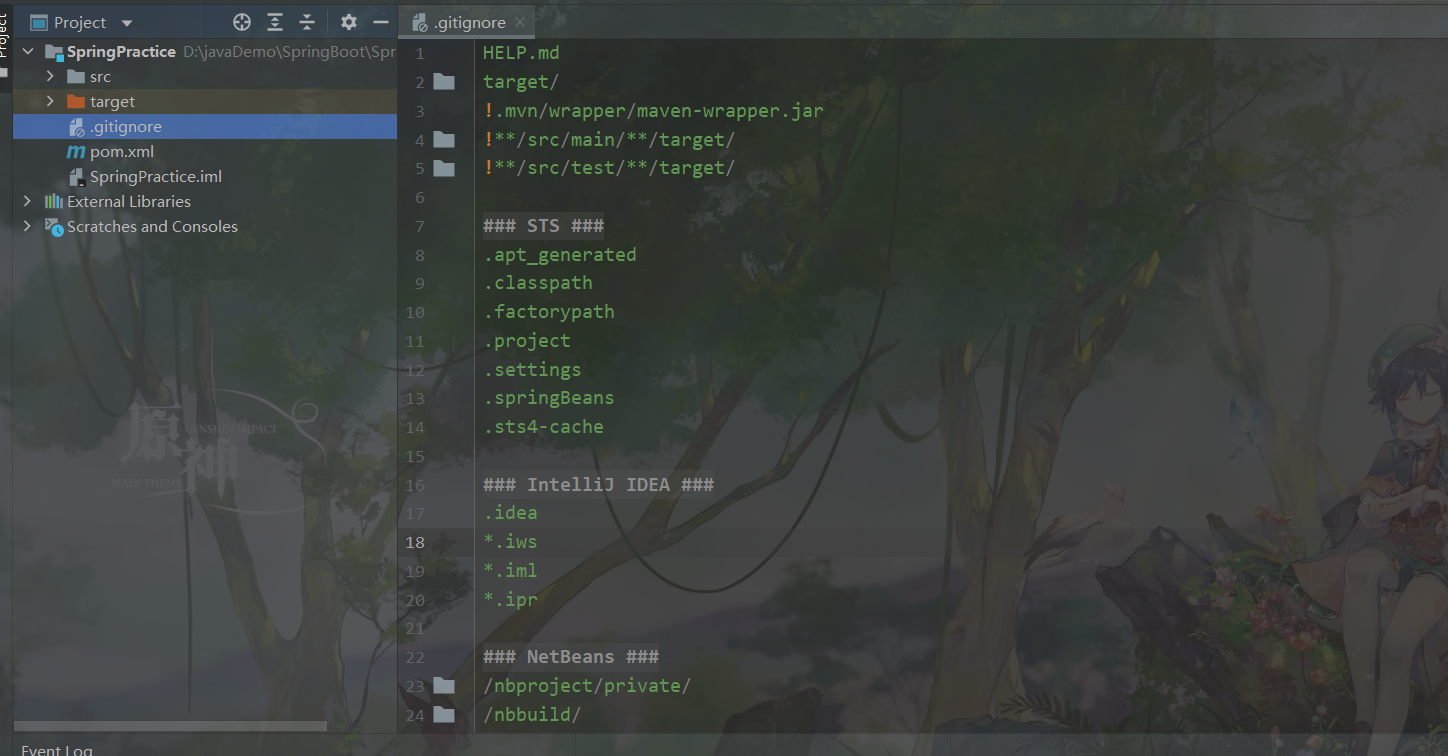 Project
Project
.gitignore
SpringPractice D:\javaDemo\SpringBoot\Spr
src
target
.gitignore
pom.xml
SpringPractice.iml
External Libraries
Scratches and Consoles
原神
GENSHIN IMPACT
MAIN THEME
1 HELP.md
2 target/
3 !.mvn/wrapper/maven-wrapper.jar
4 !**/src/main/**/target/
5 !**/src/test/**/target/
6
7 ### STS ###
8 .apt_generated
9 .classpath
10 .factorypath
11 .project
12 .settings
13 .springBeans
14 .sts4-cache
15
16 ### IntelliJ IDEA ###
17 .idea
18 *.iws
19 *.iml
20 *.ipr
21
22 ### NetBeans ###
23 /nbproject/private/
24 /nbbuild/
Event Log